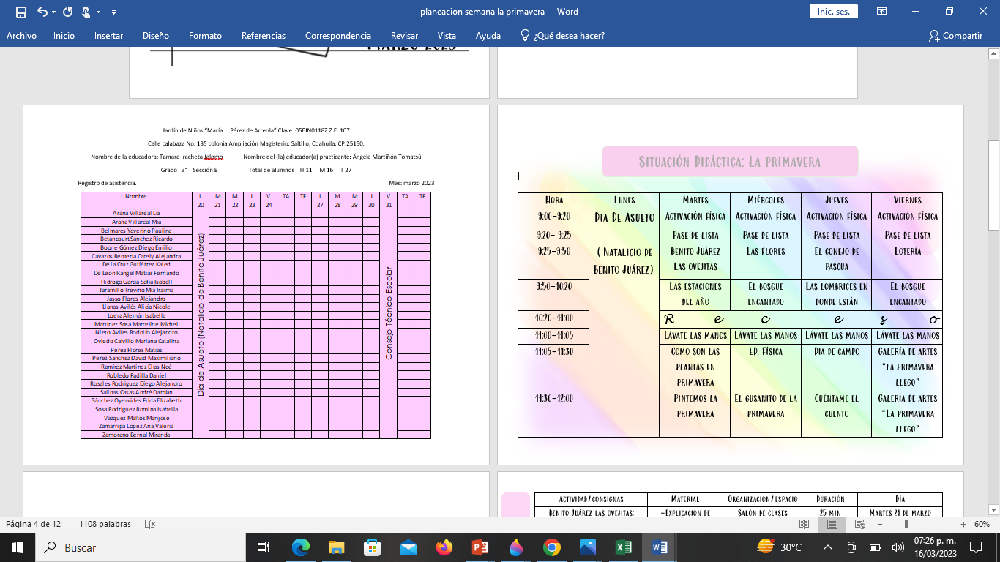 planeacion semana la primavera - Word
Inic. ses.
Archivo Inicio Insertar Diseño Formato Referencias Correspondencia Revisar Vista Ayuda ¿Qué desea hacer? Compartir
MARZO 2023
Jardín de Niños "María L. Pérez de Arreola" Clave: 05EJN0118Z Z.E. 107
Calle calabaza No. 135 colonia Ampliación Magisterio. Saltillo, Coahuila, CP:25150.
Nombre de la educadora: Tamara Iracheta Jalomo Nombre del (la) educador(a) practicante: Ángela Martiñón Tomatsú
Grado 3° Sección B Total de alumnos H 11 M 16 T 27
Registro de asistencia. Mes: marzo 2023
Nombre L M M J V TA TF L M M J V TA TF
20 21 22 23 24 27 28 29 30 31
Día de Asueto (Natalicio de Benito Juárez)
Consejo Técnico Escolar
Arana Villareal Lía
Arana Villareal Mía
Belmares Yeverino Paulina
Betancourt Sánchez Ricardo
Boone Gómez Diego Emilio
Cavazos Rentería Carely Alejandra
De la Cruz Gutiérrez Kaled
De León Rangel Matías Fernando
Hidrogo García Sofía Isabell
Jaramillo Treviño Mía Iraima
Jasso Flores Alejandro
Llanas Avilés Alicia Nicole
Loera Alemán Isabella
Martínez Sosa Marceline Michel
Nieto Avilés Rodolfo Alejandro
Oviedo Calvillo Mariana Catalina
Perea Flores Matías
Pérez Sánchez David Maximiliano
Ramírez Martínez Elías Noé
Robledo Padilla Daniel
Rosales Rodríguez Diego Alejandro
Salinas Casas André Damían
Sánchez Oyervides Frida Elizabeth
Sosa Rodríguez Romina Isabella
Vazquez Maltos Marijose
Zamarripa López Ana Valeria
Zamorano Bernal Miranda
Situación Didáctica: La primavera
Hora Lunes Martes Miércoles Jueves Viernes
9:00-9:20 Dia De Asueto Activación física Activación física Activación física Activación física
9:20- 9:25 Pase de lista Pase de lista Pase de lista Pase de lista
9:25-9:50 ( Natalicio de Benito Juárez Las flores El conejo de Lotería
Benito Juárez) Las ovejitas pascua
9:50-10:20 Las estaciones El bosque Las lombrices en El bosque
del año encantado donde están encantado
10:20-11:00 R e c e s o
11:00-11:05 Lávate las manos Lávate las manos Lávate las manos Lávate las manos
11:05-11:30 Como son las ED. Física Dia de campo Galería de artes
plantas en "la primavera
primavera llego"
11:30-12:00 Pintemos la El gusanito de la Cuéntame el Galería de artes
primavera primavera cuento "La primavera
llego"
Actividad / consignas Material Organización / espacio Duración Día
Benito Juárez las ovejitas: -Explicación de Salón de clases 25 min Martes 21 de marzo
Página 4 de 12 1108 palabras 60%
Buscar 30°C 07:26 p. m.
16/03/2023